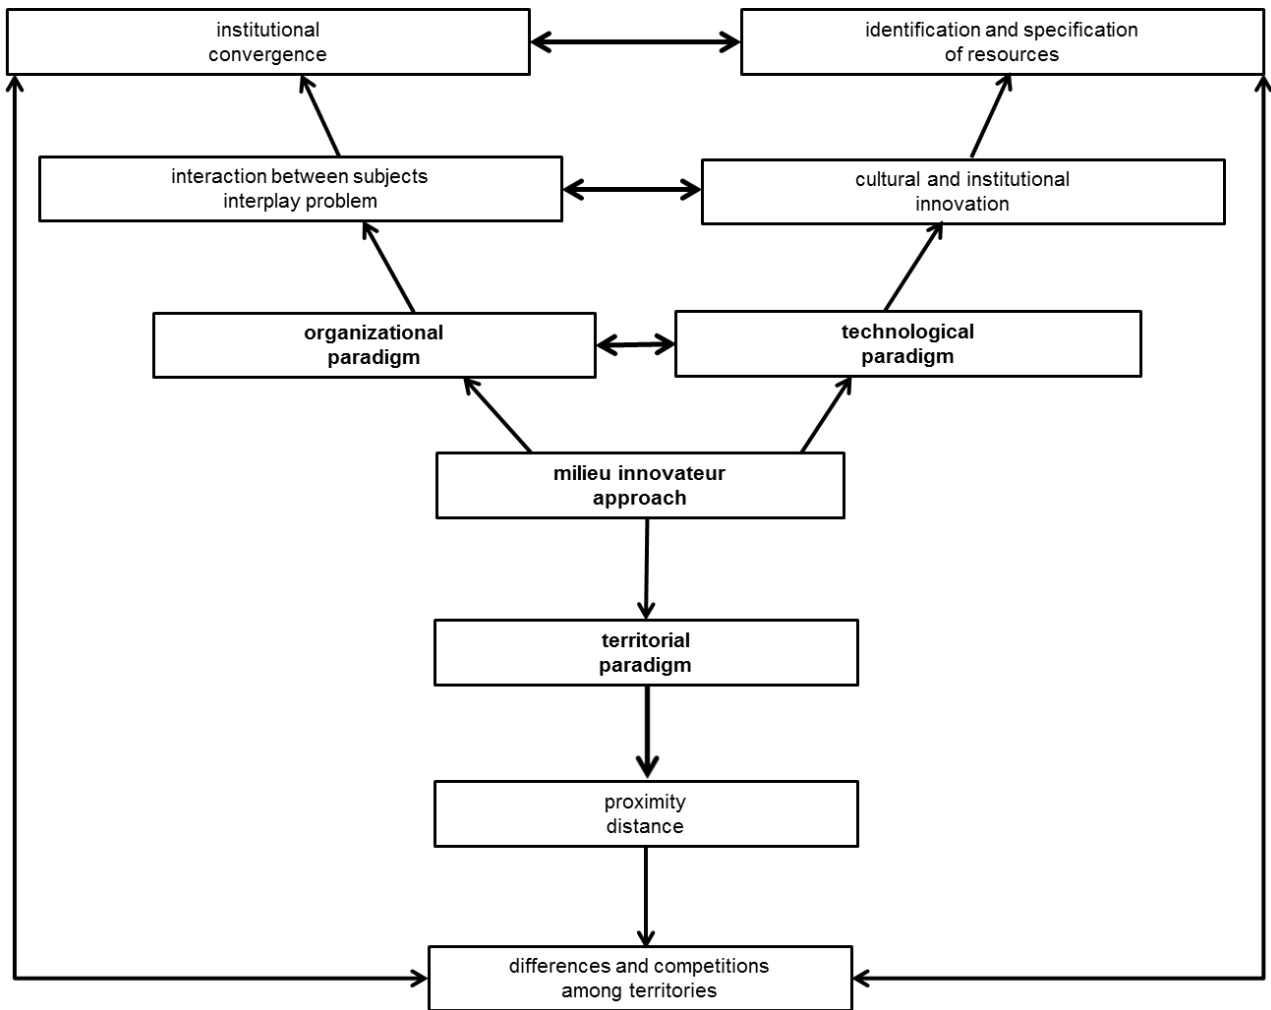 institutional
convergence
identification and specification
of resources
interaction between subjects
interplay problem
cultural and institutional
innovation
organizational
paradigm
technological
paradigm
milieu innovateur
approach
territorial
paradigm
proximity
distance
differences and competitions
among territories